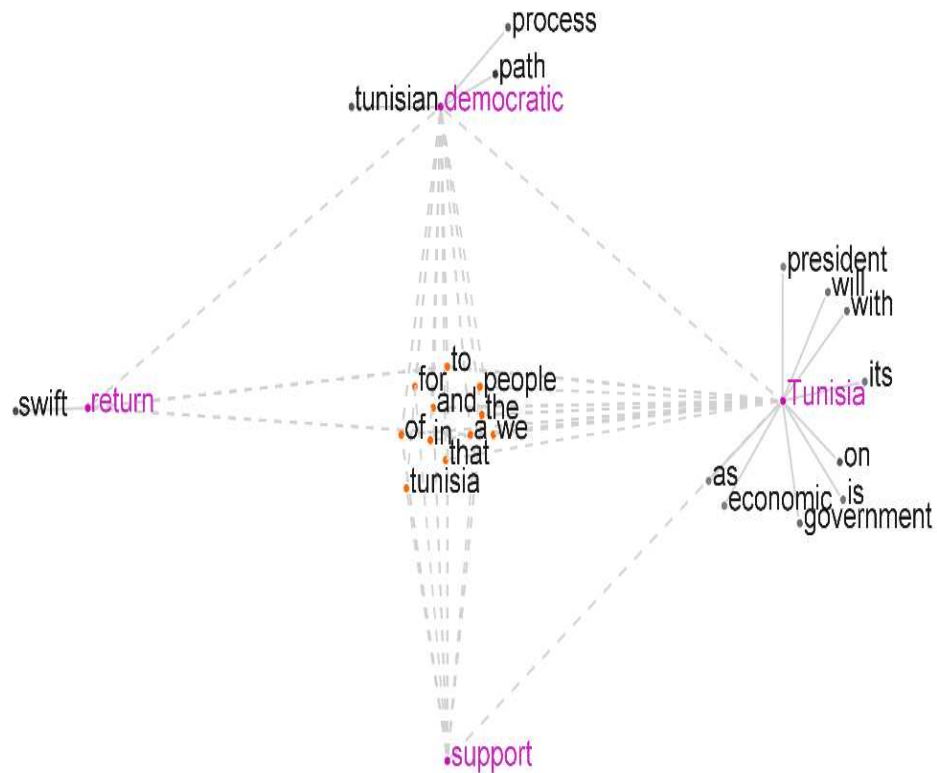 process
path
tunisian democratic
president
will
with
to
for people
its
swift return
and the
Tunisia
of in a we
that
on
tunisia
as
economic is
government
support